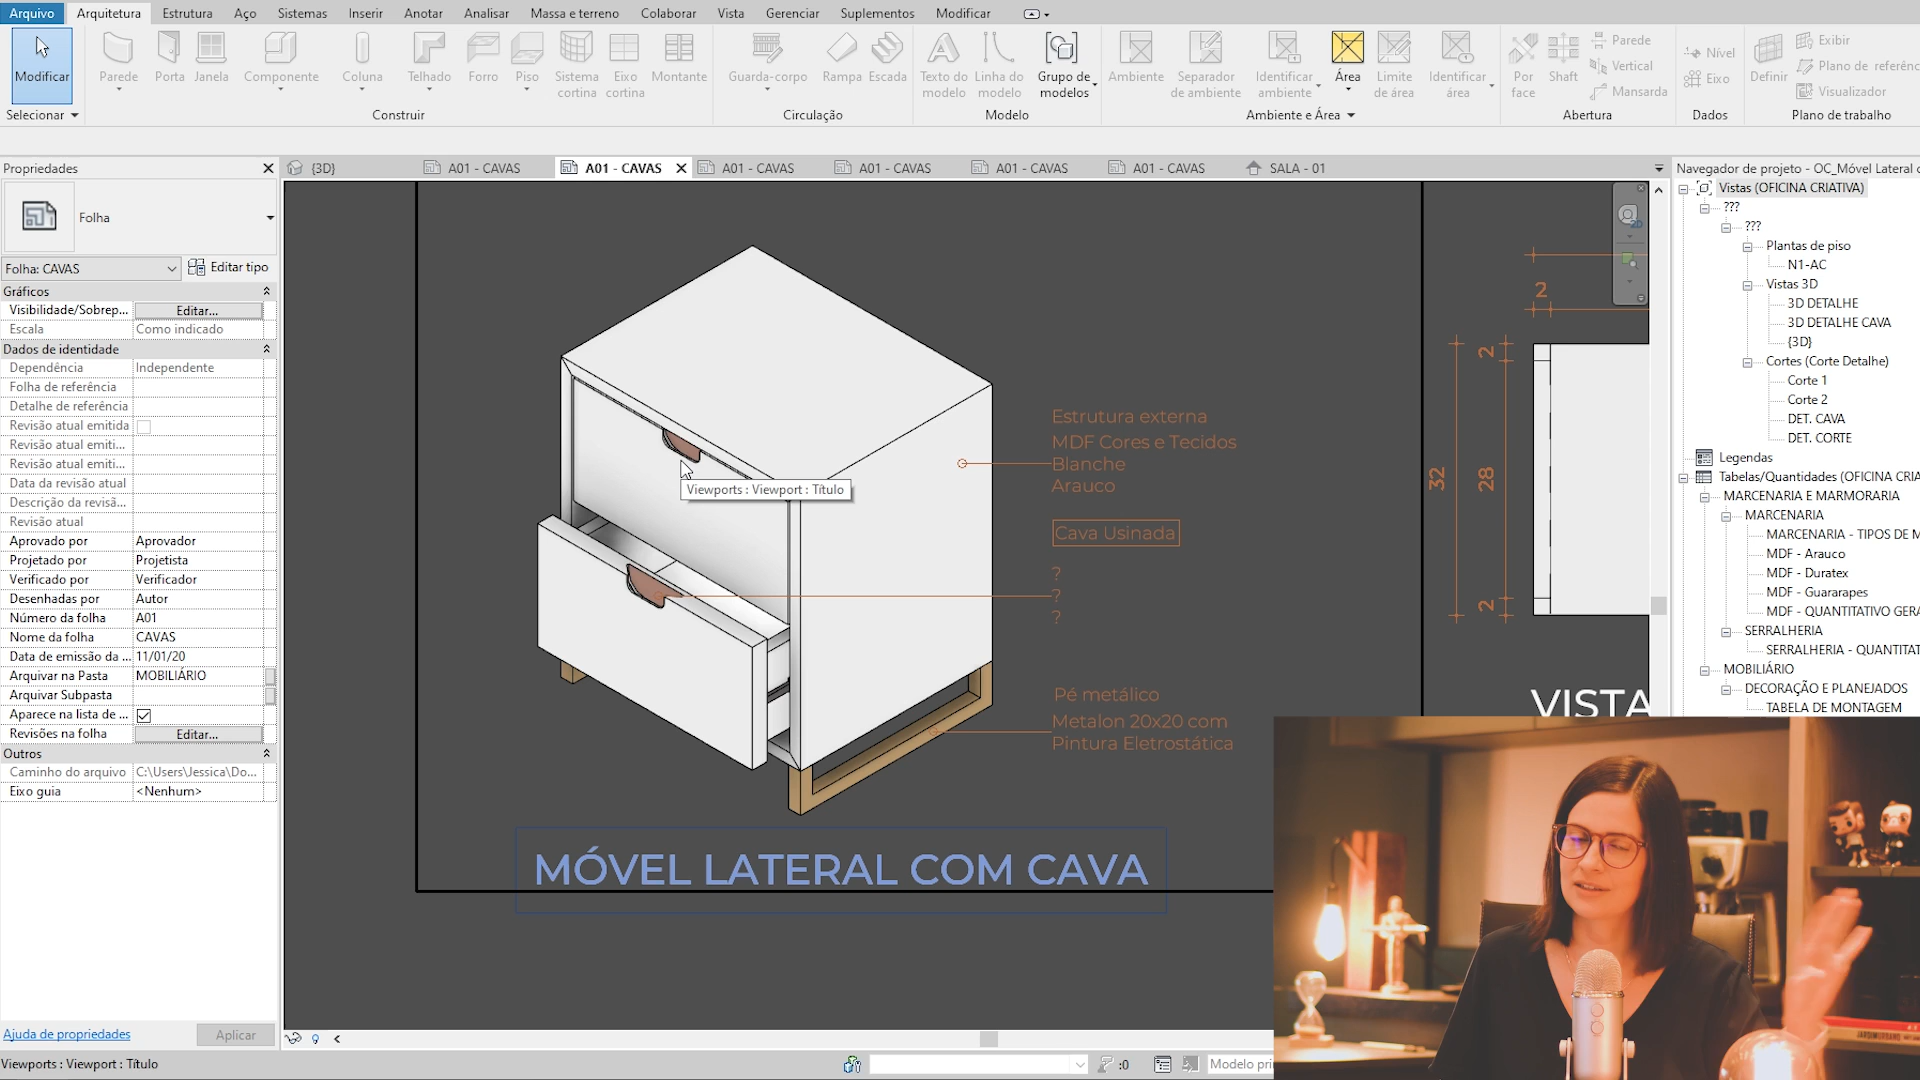 Arquivo Arquitetura Estrutura Aço Sistemas Inserir Anotar Analisar Massa e terreno Colaborar Vista Gerenciar Suplementos Modificar
Modificar
Parede
Porta
Janela
Componente
Coluna
Telhado
Forro
Piso
Sistema cortina
Eixo cortina
Montante
Guarda-corpo
Rampa
Escada
Texto do modelo
Linha do modelo
Grupo de modelos
Ambiente
Separador de ambiente
Identificar ambiente
Área
Limite de área
Identificar área
Por face
Shaft
Parede
Vertical
Mansarda
Nível
Eixo
Definir
Exibir
Plano de
Visualizador
Selecionar
Construir
Circulação
Modelo
Ambiente e Área
Abertura
Dados
Plano de trabalho
Propriedades
{3D}
A01 - CAVAS
A01 - CAVAS
A01 - CAVAS
A01 - CAVAS
A01 - CAVAS
A01 - CAVAS
SALA - 01
Folha
Folha: CAVAS
Editar tipo
Gráficos
Visibilidade/Sobrep... Editar...
Escala Como indicado
Dados de identidade
Dependência Independente
Folha de referência
Detalhe de referência
Revisão atual emitida
Revisão atual emiti...
Revisão atual emiti...
Data da revisão atual
Descrição da revisã...
Revisão atual
Aprovado por Aprovador
Projetado por Projetista
Verificado por Verificador
Desenhadas por Autor
Número da folha A01
Nome da folha CAVAS
Data de emissão da ... 11/01/20
Arquivar na Pasta MOBILIÁRIO
Arquivar Subpasta
Aparece na lista de ...
Revisões na folha Editar...
Outros
Caminho do arquivo C:\Users\Jessica\Do...
Eixo guia <Nenhum>
Ajuda de propriedades
Aplicar
Viewports : Viewport : Título
Estrutura externa
MDF Cores e Tecidos
Blanche
Arauco
Cava Usinada
?
?
?
Pé metálico
Metalon 20x20 com
Pintura Eletrostática
MÓVEL LATERAL COM CAVA
2
2
32
28
2
VISTA
Navegador de projeto - OC_Móvel Lateral
Vistas (OFICINA CRIATIVA)
???
???
Plantas de piso
N1-AC
Vistas 3D
3D DETALHE
3D DETALHE CAVA
{3D}
Cortes (Corte Detalhe)
Corte 1
Corte 2
DET. CAVA
DET. CORTE
Legendas
Tabelas/Quantidades (OFICINA
MARCENARIA E MARMORARIA
MARCENARIA
MARCENARIA - TIPOS DE
MDF - Arauco
MDF - Duratex
MDF - Guararapes
MDF - QUANTITATIVO
SERRALHERIA
SERRALHERIA -
MOBILIÁRIO
DECORAÇÃO E PLANEJADOS
TABELA DE MONTAGEM
Viewports : Viewport : Título
:0
Modelo